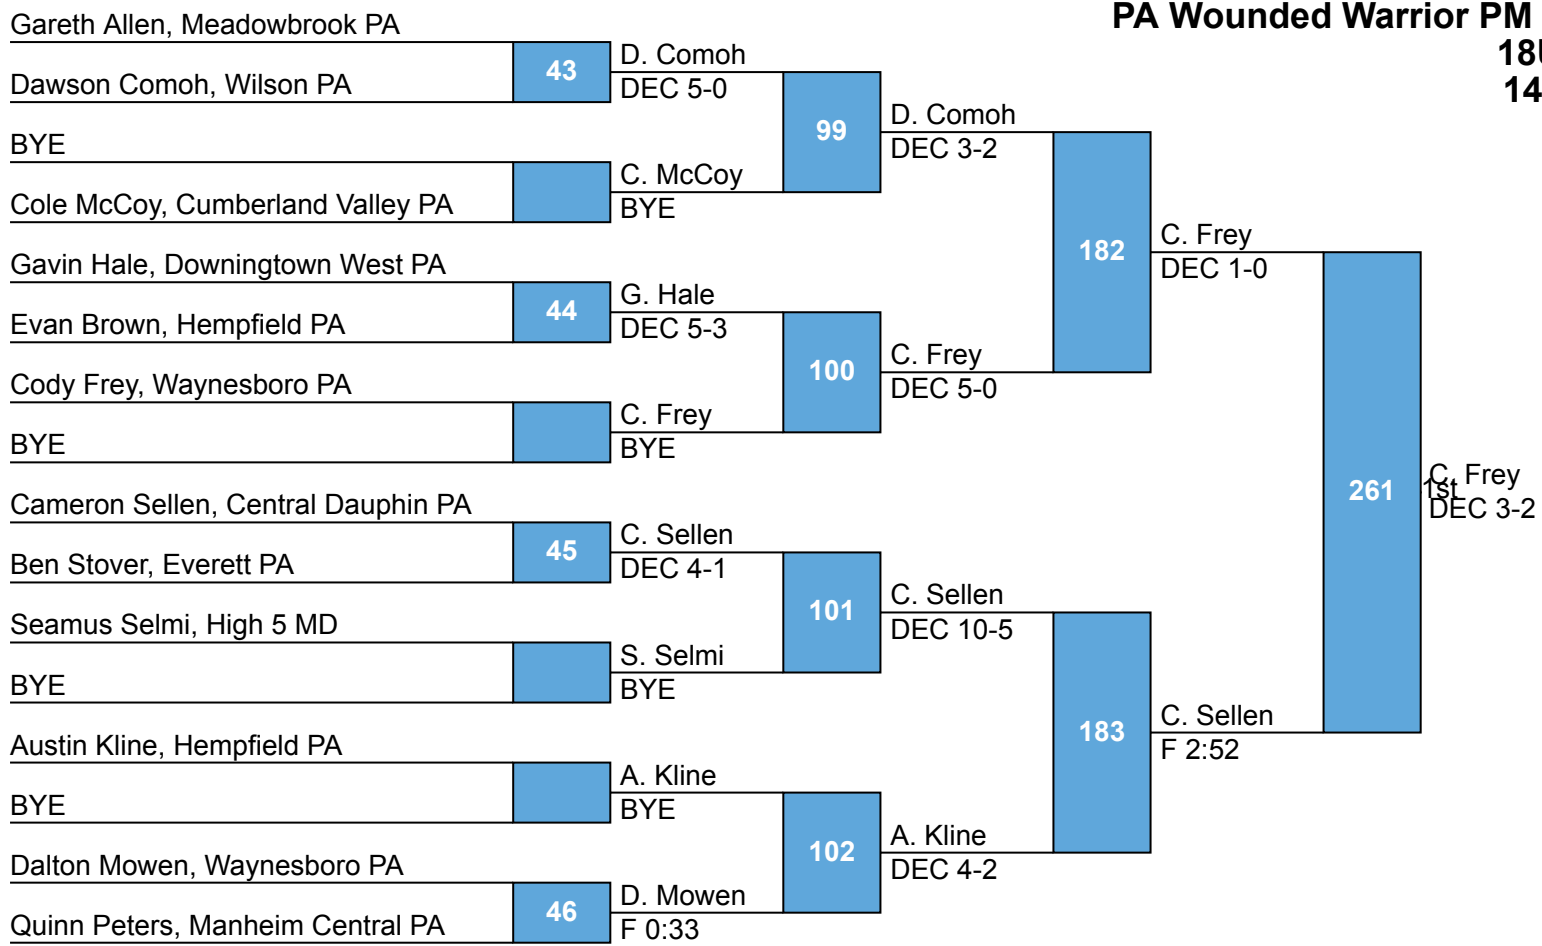 PA Wounded Warrior PM
18U
14
Gareth Allen, Meadowbrook PA
Dawson Comoh, Wilson PA
BYE
Cole McCoy, Cumberland Valley PA
Gavin Hale, Downingtown West PA
Evan Brown, Hempfield PA
Cody Frey, Waynesboro PA
BYE
Cameron Sellen, Central Dauphin PA
Ben Stover, Everett PA
Seamus Selmi, High 5 MD
BYE
Austin Kline, Hempfield PA
BYE
Dalton Mowen, Waynesboro PA
Quinn Peters, Manheim Central PA
43
44
45
46
D. Comoh
DEC 5-0
C. McCoy
BYE
G. Hale
DEC 5-3
C. Frey
BYE
C. Sellen
DEC 4-1
S. Selmi
BYE
A. Kline
BYE
D. Mowen
F 0:33
99
100
101
102
D. Comoh
DEC 3-2
C. Frey
DEC 5-0
C. Sellen
DEC 10-5
A. Kline
DEC 4-2
182
183
C. Frey
DEC 1-0
C. Sellen
F 2:52
261
1st
C. Frey
DEC 3-2